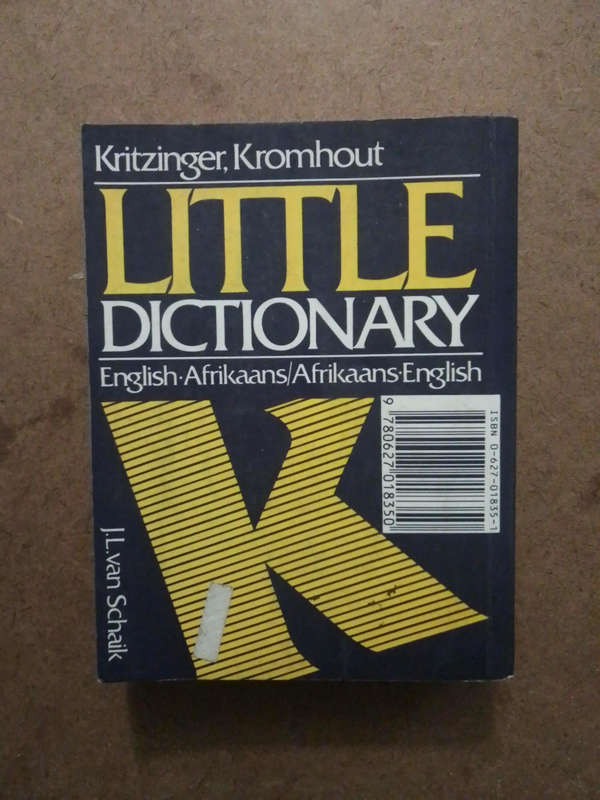 Kritzinger, Kromhout
LITTLE
DICTIONARY
English·Afrikaans/Afrikaans·English
K
ISBN 0-627-01835-1
9 780627 018350
J.L.van Schaik